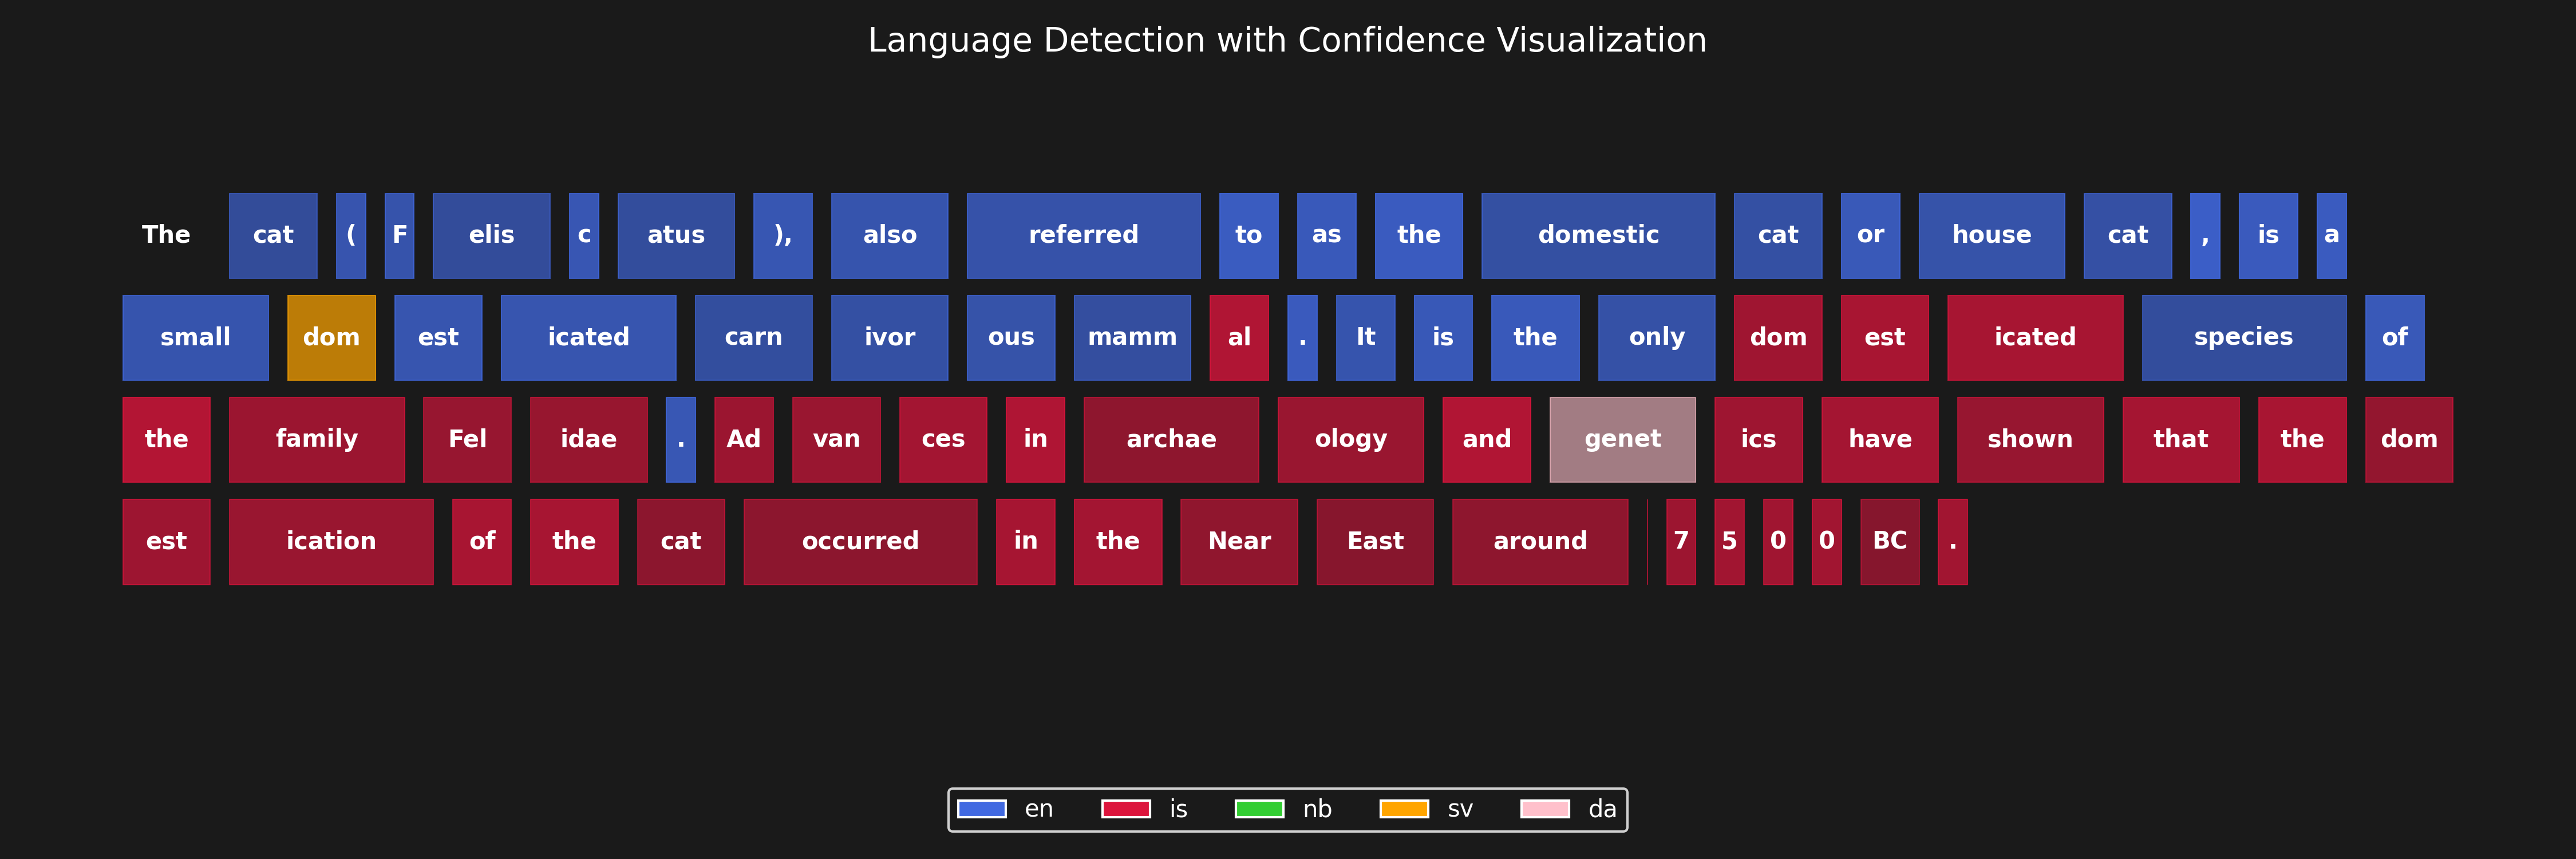 Language Detection with Confidence Visualization
The cat ( F elis c atus ), also referred to as the domestic cat or house cat , is a
small dom est icated carn ivor ous mamm al . It is the only dom est icated species of
the family Fel idae . Ad van ces in archae ology and genet ics have shown that the dom
est ication of the cat occurred in the Near East around 7 5 0 0 BC .
en is nb sv da